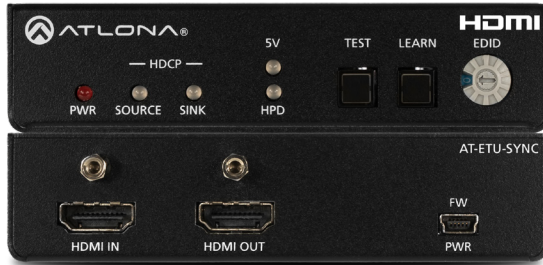 ATLONA®
HDMI
5V TEST LEARN EDID
HDCP
PWR SOURCE SINK HPD
AT-ETU-SYNC
FW
HDMI IN HDMI OUT PWR